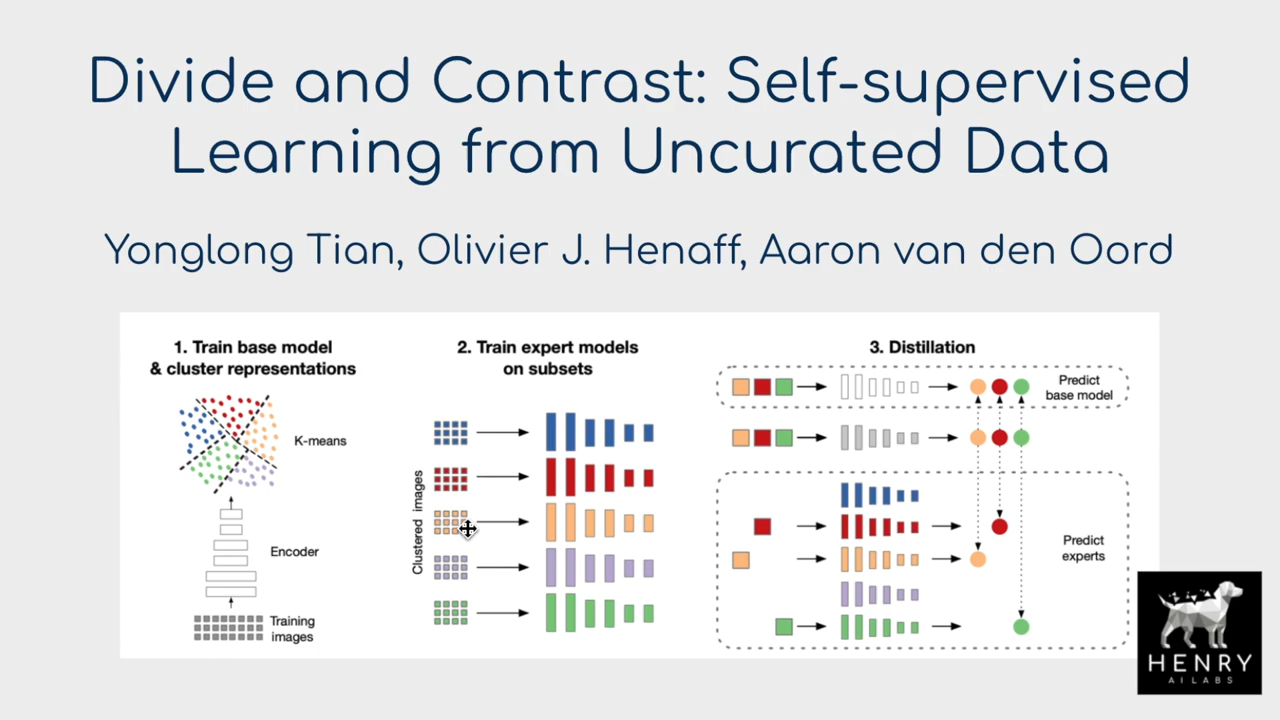 Divide and Contrast: Self-supervised
Learning from Uncurated Data
Yonglong Tian, Olivier J. Henaff, Aaron van den Oord
1. Train base model
& cluster representations
K-means
Encoder
Training
images
2. Train expert models
on subsets
Clustered images
3. Distillation
Predict
base model
Predict
experts
HENRY
AI LABS